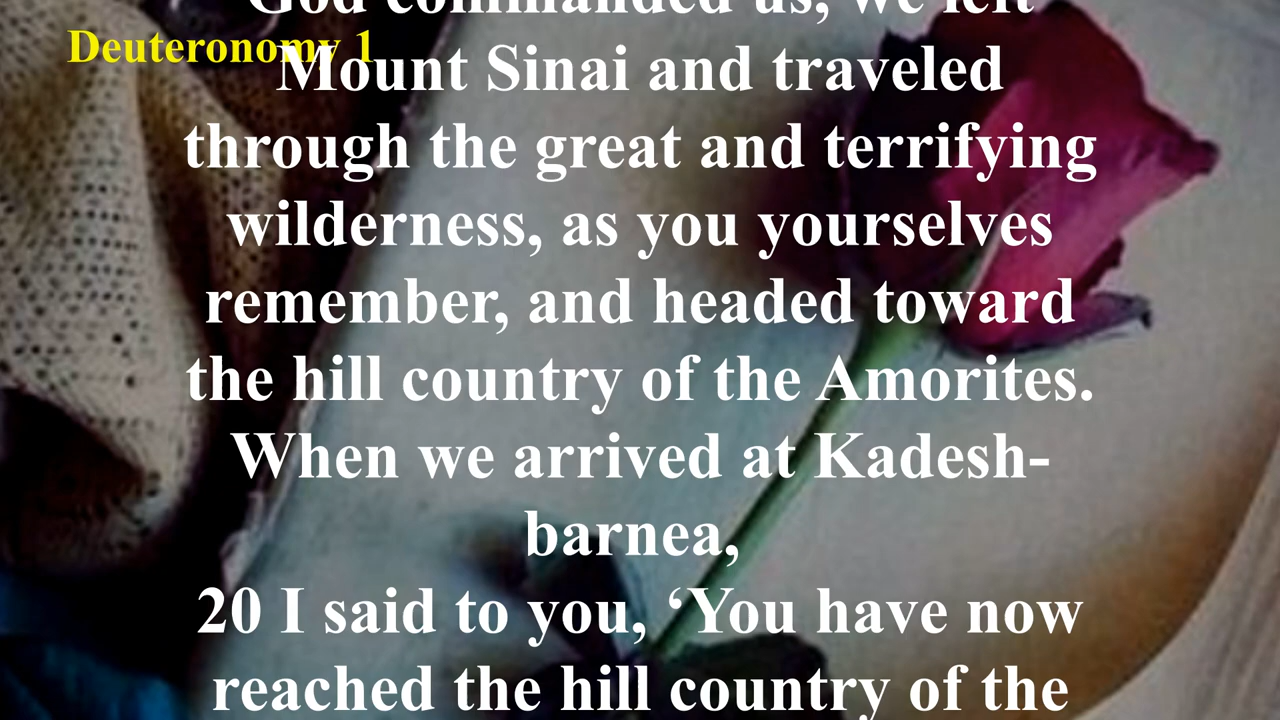 God commanded us, we left
Deuteronomy 1
Mount Sinai and traveled
through the great and terrifying
wilderness, as you yourselves
remember, and headed toward
the hill country of the Amorites.
When we arrived at Kadesh-
barnea,
20 I said to you, ‘You have now
reached the hill country of the